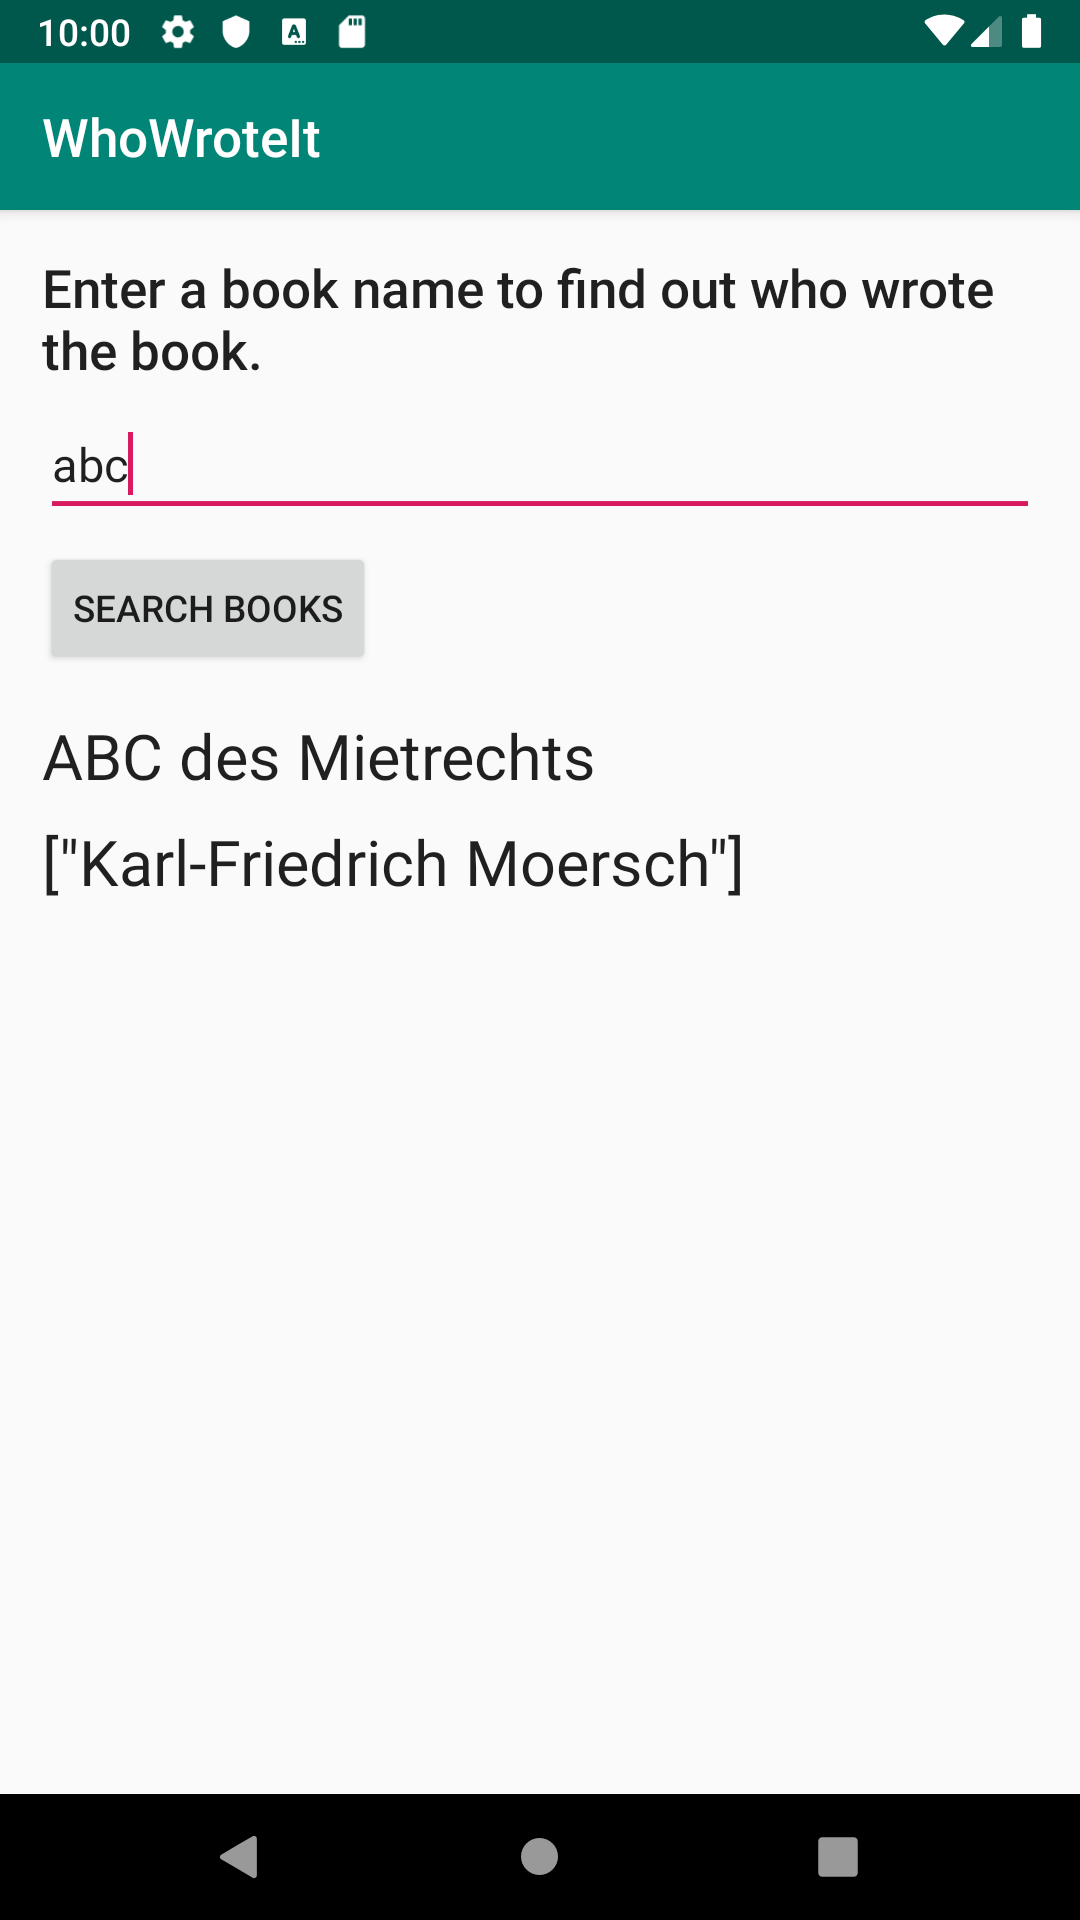 10:00
WhoWroteIt
Enter a book name to find out who wrote
the book.
abc
SEARCH BOOKS
ABC des Mietrechts
["Karl-Friedrich Moersch"]